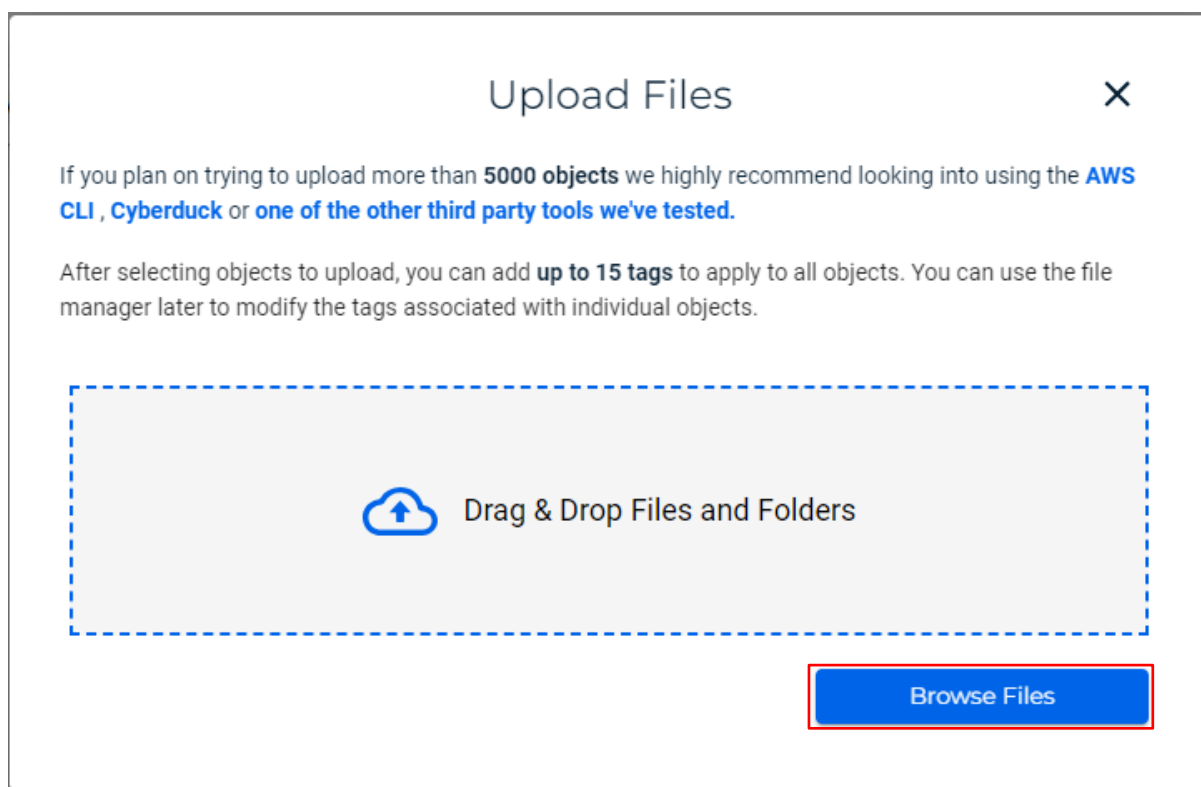 Upload Files
If you plan on trying to upload more than 5000 objects we highly recommend looking into using the AWS
CLI , Cyberduck or one of the other third party tools we've tested.
After selecting objects to upload, you can add up to 15 tags to apply to all objects. You can use the file
manager later to modify the tags associated with individual objects.
Drag & Drop Files and Folders
Browse Files